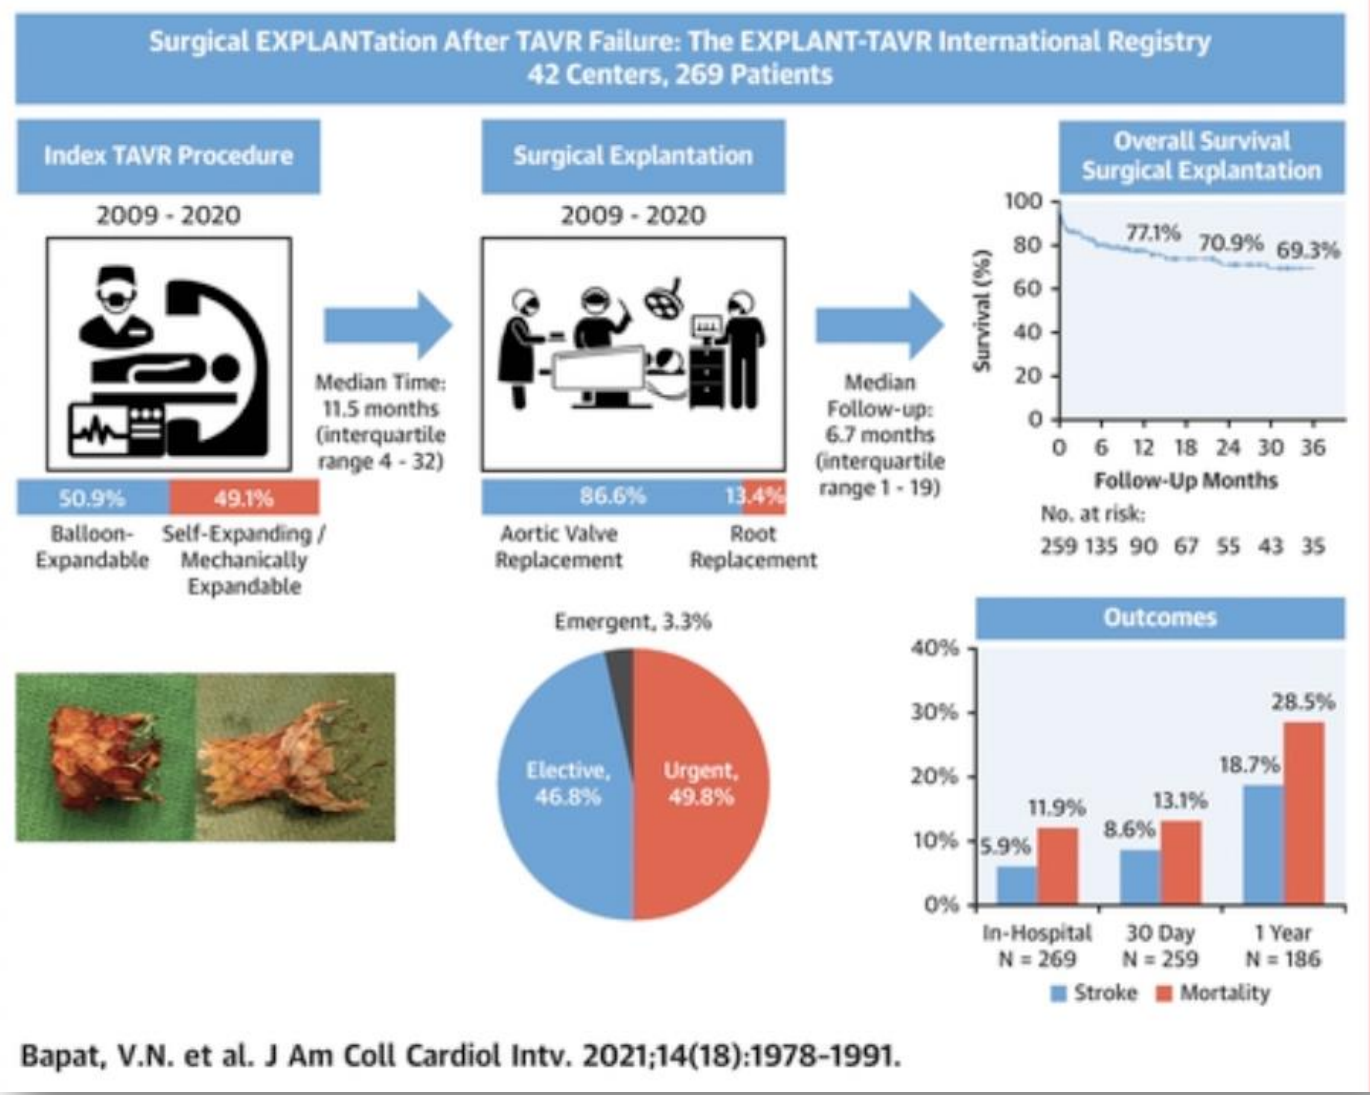 Surgical EXPLANTation After TAVR Failure: The EXPLANT-TAVR International Registry
42 Centers, 269 Patients
Index TAVR Procedure
2009 - 2020
50.9%
49.1%
Balloon-
Expandable
Self-Expanding /
Mechanically
Expandable
Median Time:
11.5 months
(interquartile
range 4 - 32)
Surgical Explantation
2009 - 2020
86.6%
13.4%
Aortic Valve
Replacement
Root
Replacement
Median
Follow-up:
6.7 months
(interquartile
range 1 - 19)
Overall Survival
Surgical Explantation
Survival (%)
100
80
60
40
20
0
77.1%
70.9%
69.3%
0 6 12 18 24 30 36
Follow-Up Months
No. at risk:
259 135 90 67 55 43 35
Emergent, 3.3%
Elective,
46.8%
Urgent,
49.8%
Outcomes
40%
30%
20%
10%
0%
5.9%
11.9%
8.6%
13.1%
18.7%
28.5%
In-Hospital
N = 269
30 Day
N = 259
1 Year
N = 186
Stroke
Mortality
Bapat, V.N. et al. J Am Coll Cardiol Intv. 2021;14(18):1978-1991.